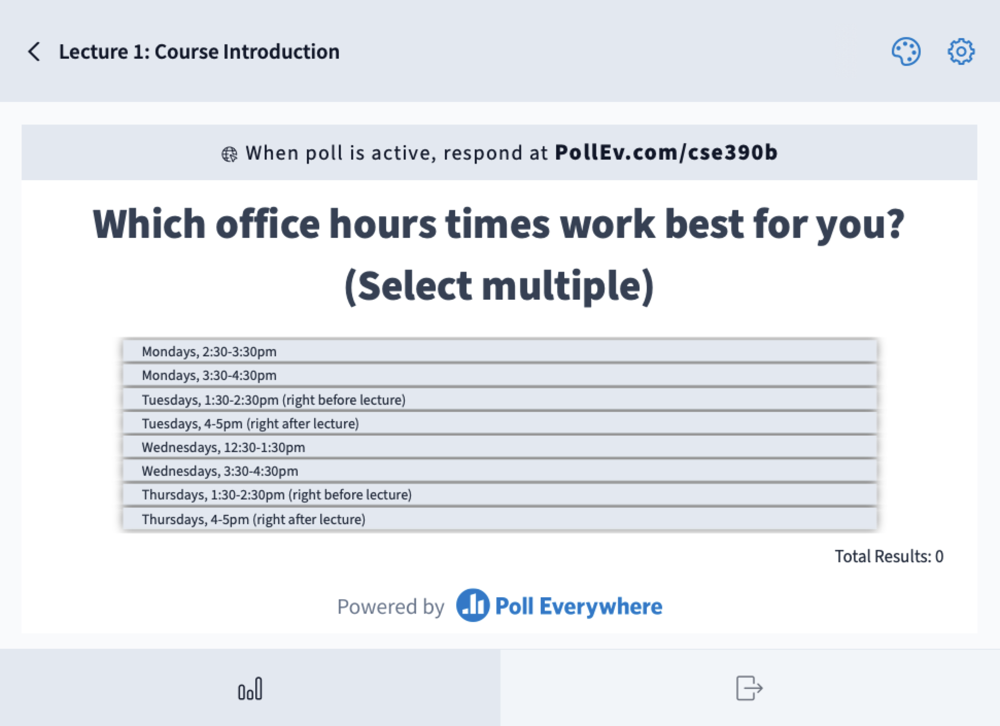 Lecture 1: Course Introduction
When poll is active, respond at PollEv.com/cse390b
Which office hours times work best for you?
(Select multiple)
Mondays, 2:30-3:30pm
Mondays, 3:30-4:30pm
Tuesdays, 1:30-2:30pm (right before lecture)
Tuesdays, 4-5pm (right after lecture)
Wednesdays, 12:30-1:30pm
Wednesdays, 3:30-4:30pm
Thursdays, 1:30-2:30pm (right before lecture)
Thursdays, 4-5pm (right after lecture)
Total Results: 0
Powered by Poll Everywhere